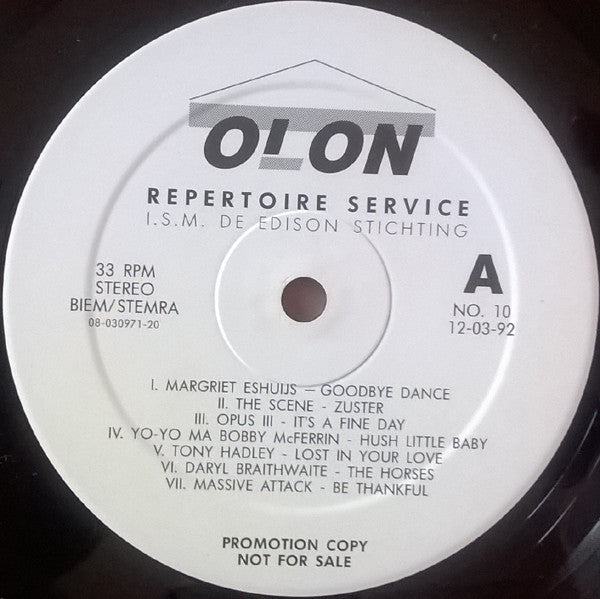 OLON
REPERTOIRE SERVICE
I.S.M. DE EDISON STICHTING
33 RPM
STEREO
BIEM/STEMRA
08-030971-20
A
NO. 10
12-03-92
I. MARGRIET ESHUIJS – GOODBYE DANCE
II. THE SCENE - ZUSTER
III. OPUS III - IT'S A FINE DAY
IV. YO-YO MA BOBBY McFERRIN - HUSH LITTLE BABY
V. TONY HADLEY - LOST IN YOUR LOVE
VI. DARYL BRAITHWAITE - THE HORSES
VII. MASSIVE ATTACK - BE THANKFUL
PROMOTION COPY
NOT FOR SALE